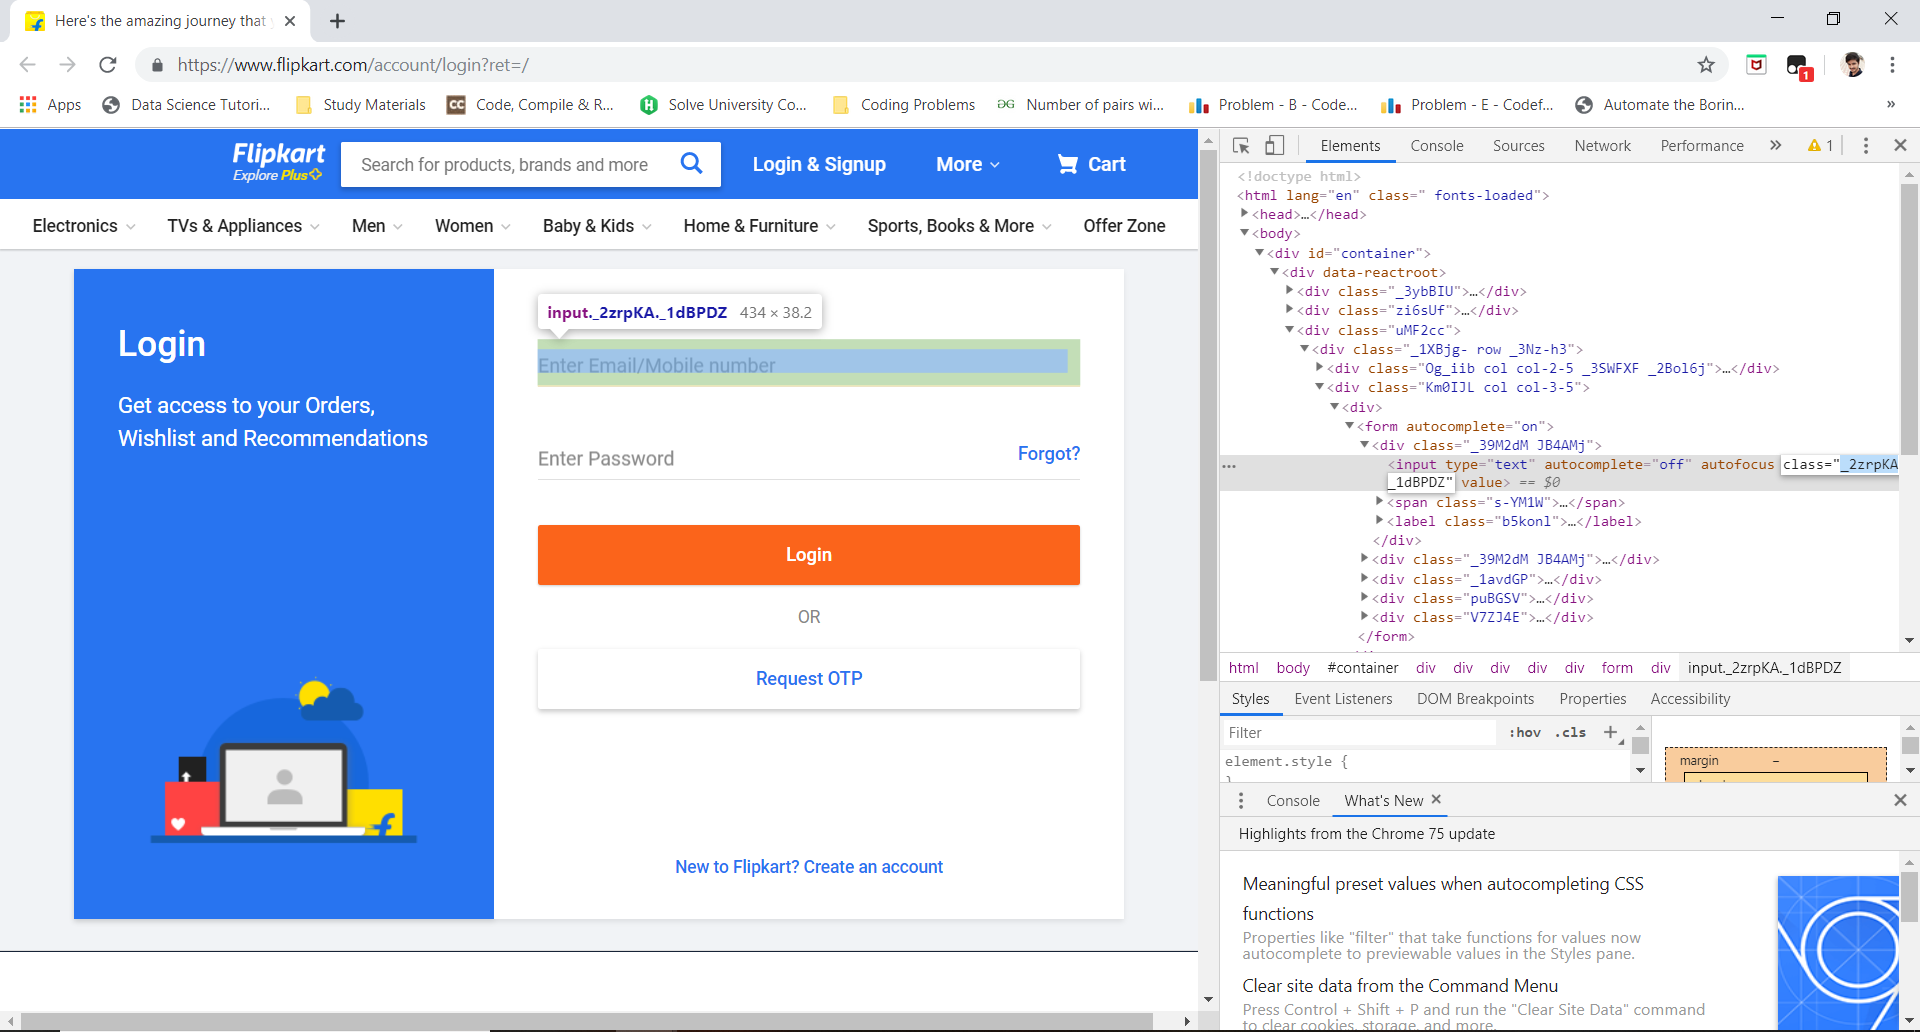 Here's the amazing journey that
https://www.flipkart.com/account/login?ret=/
1
Apps
Data Science Tutori...
Study Materials
CC
Code, Compile & R...
Solve University Co...
Coding Problems
Number of pairs wi...
Problem - B - Code...
Problem - E - Codef...
Automate the Borin...
»
Flipkart
Explore Plus
Search for products, brands and more
Login & Signup
More
Cart
Electronics
TVs & Appliances
Men
Women
Baby & Kids
Home & Furniture
Sports, Books & More
Offer Zone
Login
Get access to your Orders,
Wishlist and Recommendations
input._2zrpKA._1dBPDZ 434 × 38.2
Enter Email/Mobile number
Enter Password
Forgot?
Login
OR
Request OTP
New to Flipkart? Create an account
Elements
Console
Sources
Network
Performance
»
1
<!doctype html>
<html lang="en" class=" fonts-loaded">
<head>…</head>
<body>
<div id="container">
<div data-reactroot>
<div class="_3ybBIU">…</div>
<div class="zi6sUf">…</div>
<div class="uMF2cc">
<div class="_1XBjg- row _3Nz-h3">
<div class="Og_iib col col-2-5 _3SWFXF _2Bol6j">…</div>
<div class="Km0IJL col col-3-5">
<div>
<form autocomplete="on">
<div class="_39M2dM JB4AMj">
<input type="text" autocomplete="off" autofocus class="_2zrpKA
_1dBPDZ" value> == $0
<span class="s-YM1W">…</span>
<label class="b5konl">…</label>
</div>
<div class="_39M2dM JB4AMj">…</div>
<div class="_1avdGP">…</div>
<div class="puBGSV">…</div>
<div class="V7ZJ4E">…</div>
</form>
html body #container div div div div div form div input._2zrpKA._1dBPDZ
Styles
Event Listeners
DOM Breakpoints
Properties
Accessibility
Filter
:hov
.cls
+
element.style {
}
margin
–
Console
What's New
Highlights from the Chrome 75 update
Meaningful preset values when autocompleting CSS
functions
Properties like "filter" that take functions for values now
autocomplete to previewable values in the Styles pane.
Clear site data from the Command Menu
Press Control + Shift + P and run the "Clear Site Data" command
to clear cookies, storage, and more.